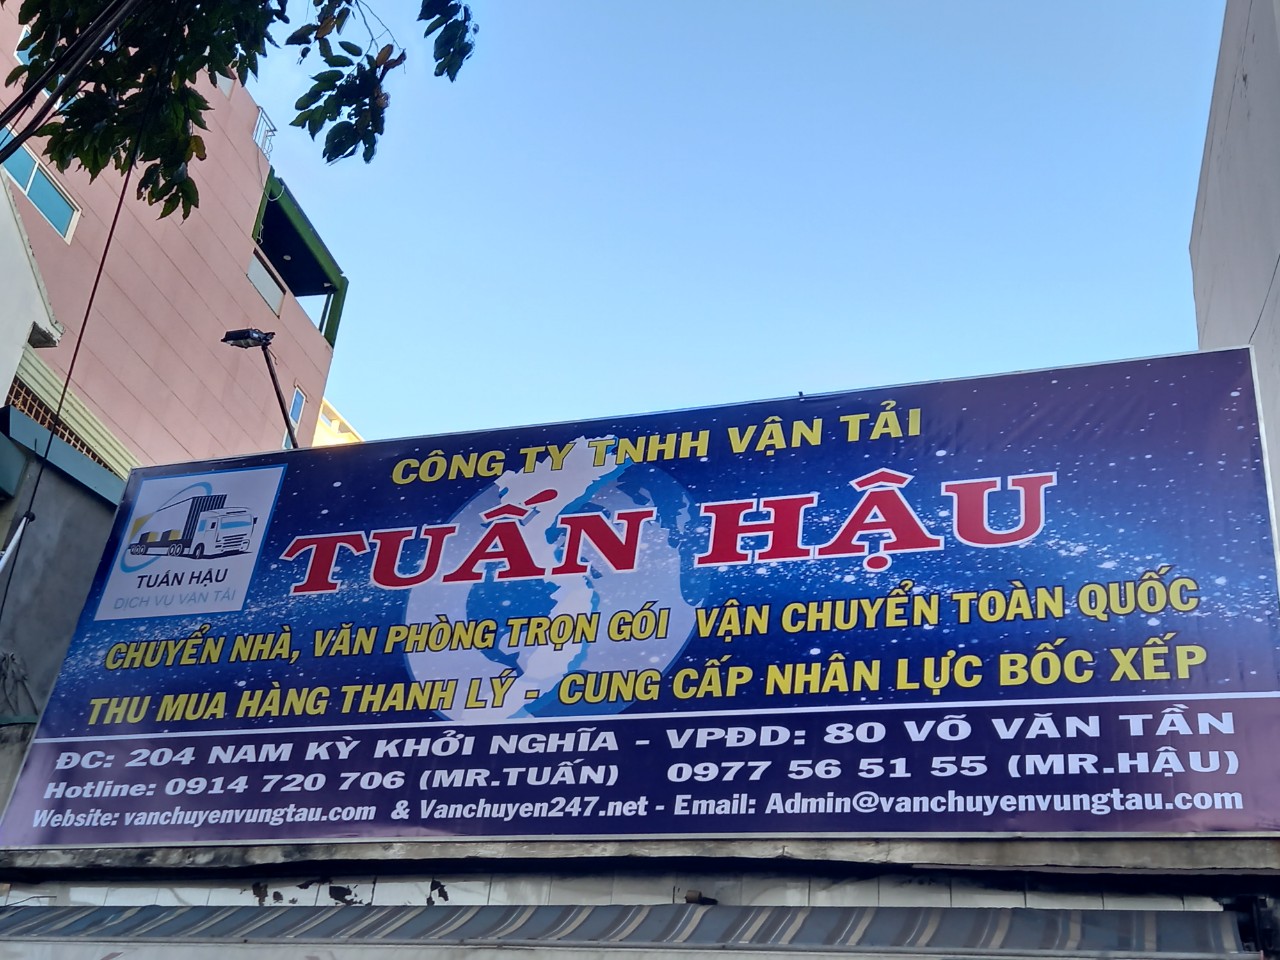 CÔNG TY TNHH VẬN TẢI
TUẤN HẬU
TUẤN HẬU
DỊCH VỤ VẬN TẢI
CHUYỂN NHÀ, VĂN PHÒNG TRỌN GÓI VẬN CHUYỂN TOÀN QUỐC
THU MUA HÀNG THANH LÝ - CUNG CẤP NHÂN LỰC BỐC XẾP
ĐC: 204 NAM KỲ KHỞI NGHĨA - VPĐD: 80 VÕ VĂN TẦN
Hotline: 0914 720 706 (MR.TUẤN) 0977 56 51 55 (MR.HẬU)
Website: vanchuyenvungtau.com & Vanchuyen247.net - Email: Admin@vanchuyenvungtau.com